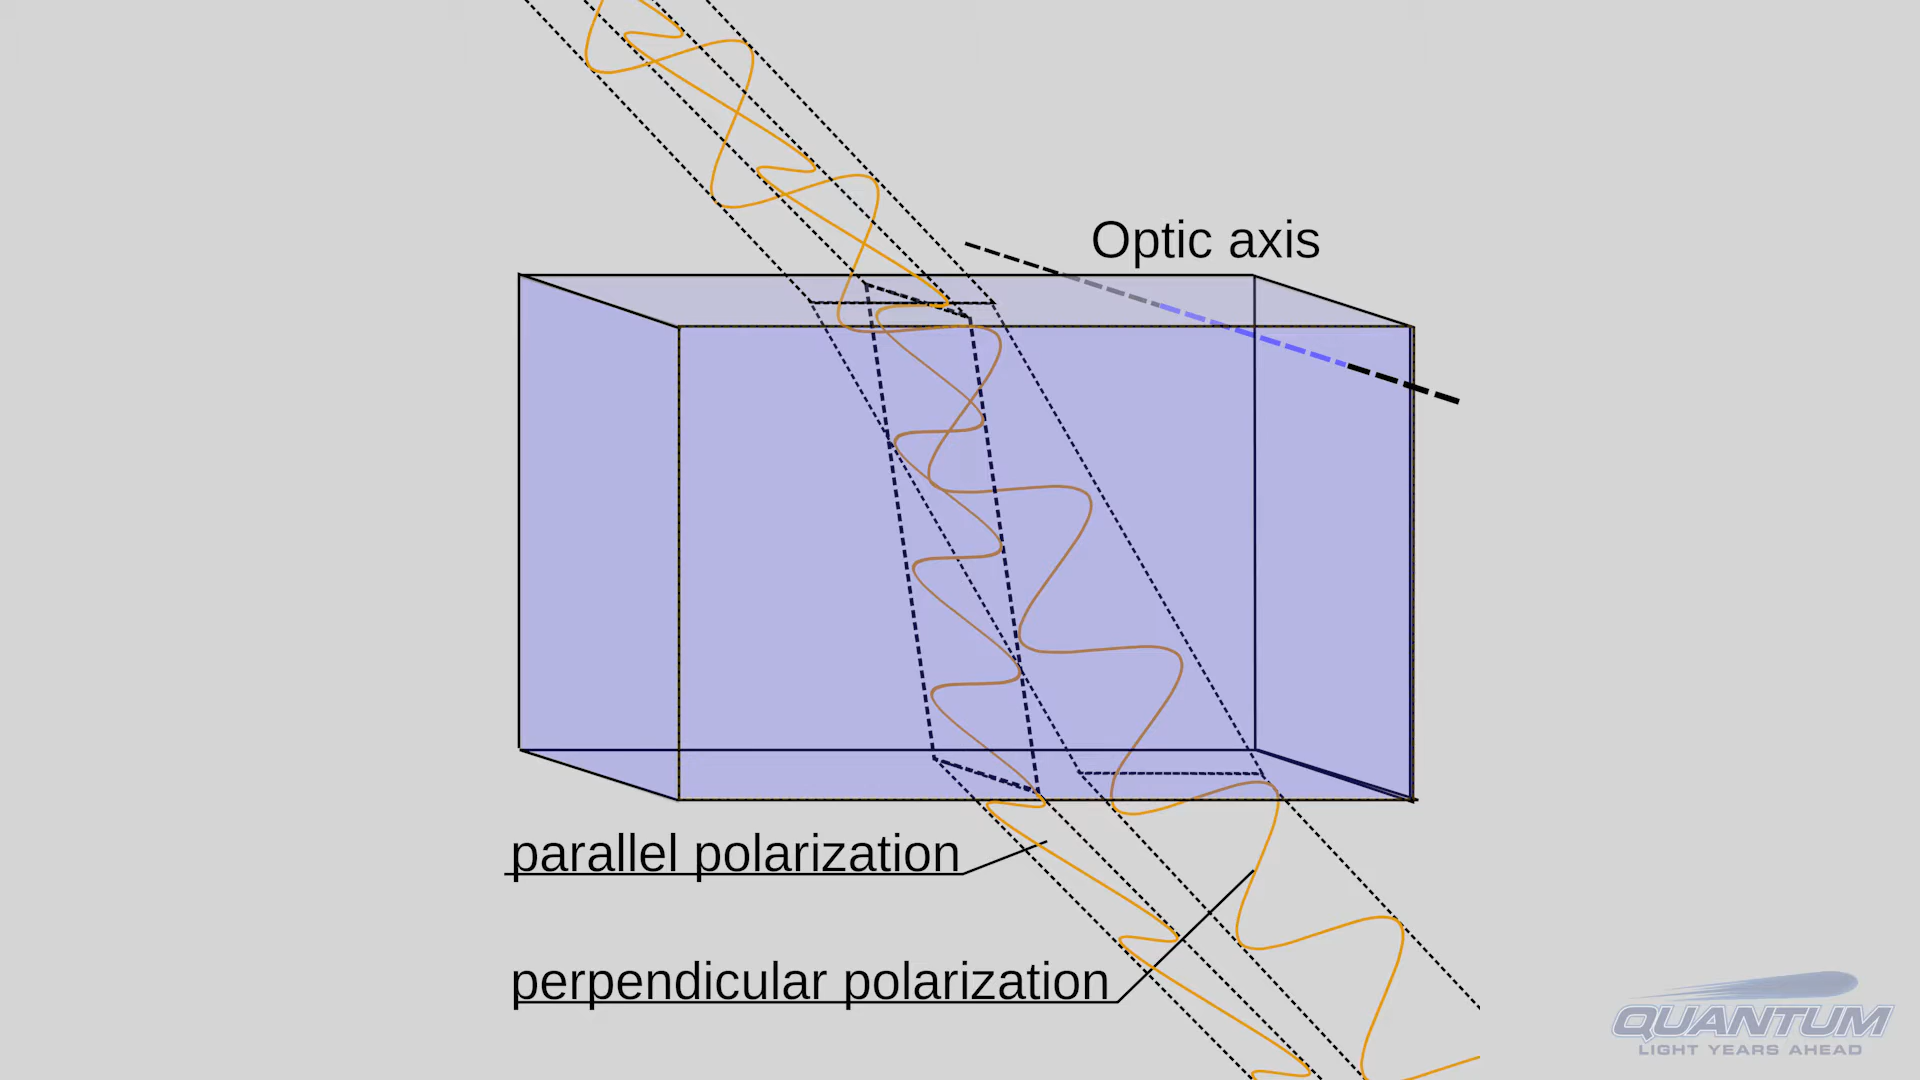 Optic axis
parallel polarization
perpendicular polarization
QUANTUM
LIGHT YEARS AHEAD